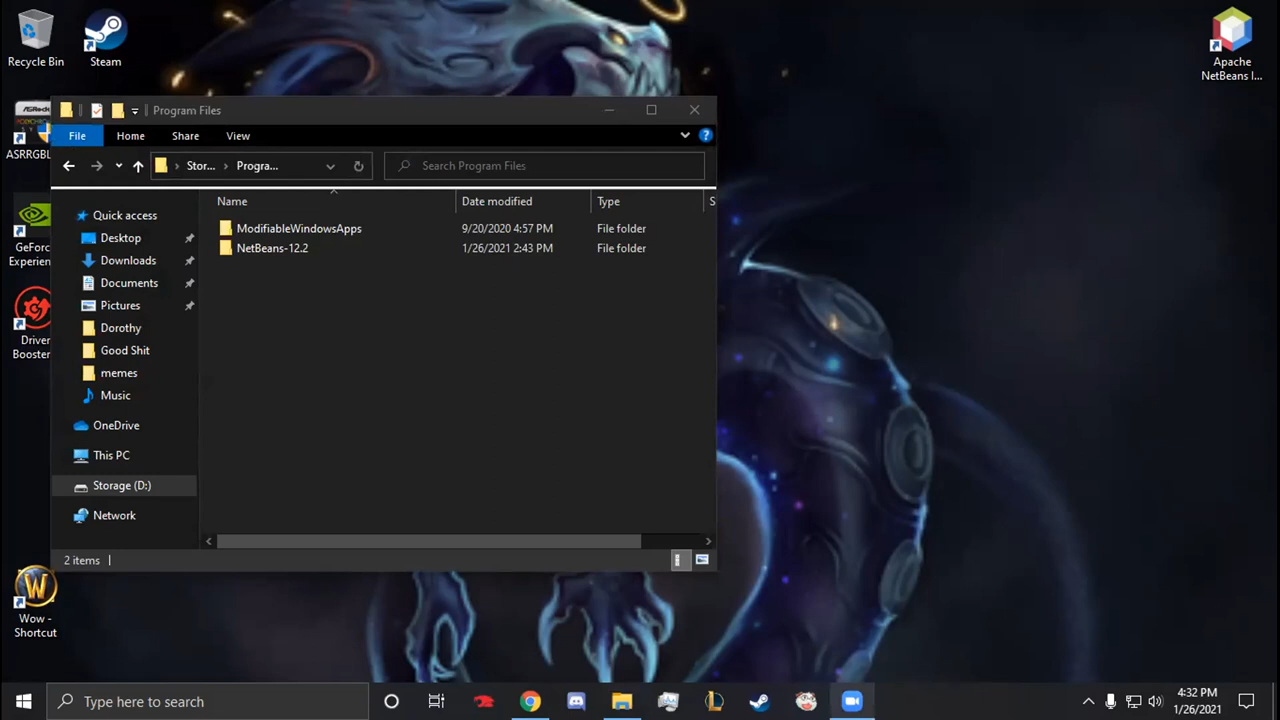 Recycle Bin
Steam
Apache
NetBeans I...
ASRRGBL
GeForce
Experien
Driver
Booster
Wow -
Shortcut
Program Files
File
Home
Share
View
?
Stor...
Progra...
Search Program Files
Name
Date modified
Type
S
ModifiableWindowsApps
9/20/2020 4:57 PM
File folder
NetBeans-12.2
1/26/2021 2:43 PM
File folder
Quick access
Desktop
Downloads
Documents
Pictures
Dorothy
Good Shit
memes
Music
OneDrive
This PC
Storage (D:)
Network
2 items
Type here to search
4:32 PM
1/26/2021